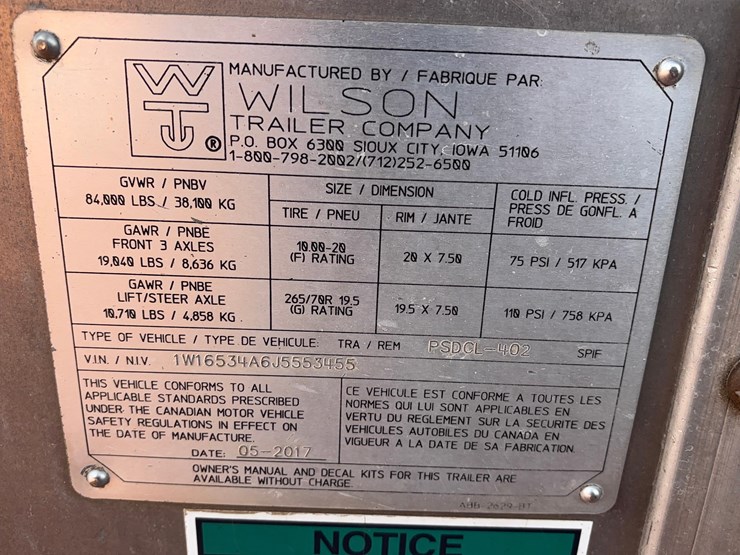 WT ®
MANUFACTURED BY / FABRIQUE PAR:
WILSON
TRAILER COMPANY
P.O. BOX 6300 SIOUX CITY, IOWA 51106
1-800-798-2002/(712)252-6500
GVWR / PNBV
84,000 LBS / 38,100 KG
SIZE / DIMENSION
TIRE / PNEU
RIM / JANTE
COLD INFL. PRESS. /
PRESS DE GONFL. A
FROID
GAWR / PNBE
FRONT 3 AXLES
19,040 LBS / 8,636 KG
10.00-20
(F) RATING
20 X 7.50
75 PSI / 517 KPA
GAWR / PNBE
LIFT/STEER AXLE
10,710 LBS / 4,858 KG
265/70R 19.5
(G) RATING
19.5 X 7.50
110 PSI / 758 KPA
TYPE OF VEHICLE / TYPE DE VEHICULE: TRA / REM PSDCL-402 SPIF
V.I.N. / N.I.V. 1W16534A6J5553455
THIS VEHICLE CONFORMS TO ALL
APPLICABLE STANDARDS PRESCRIBED
UNDER THE CANADIAN MOTOR VEHICLE
SAFETY REGULATIONS IN EFFECT ON
THE DATE OF MANUFACTURE.
DATE: 05-2017
CE VEHICULE EST CONFORME A TOUTES LES
NORMES QUI LUI SONT APPLICABLES EN
VERTU DU REGLEMENT SUR LA SECURITE DES
VEHICULES AUTOBILES DU CANADA EN
VIGUEUR A LA DATE DE SA FABRICATION
OWNER'S MANUAL AND DECAL KITS FOR THIS TRAILER ARE
AVAILABLE WITHOUT CHARGE
NOTICE